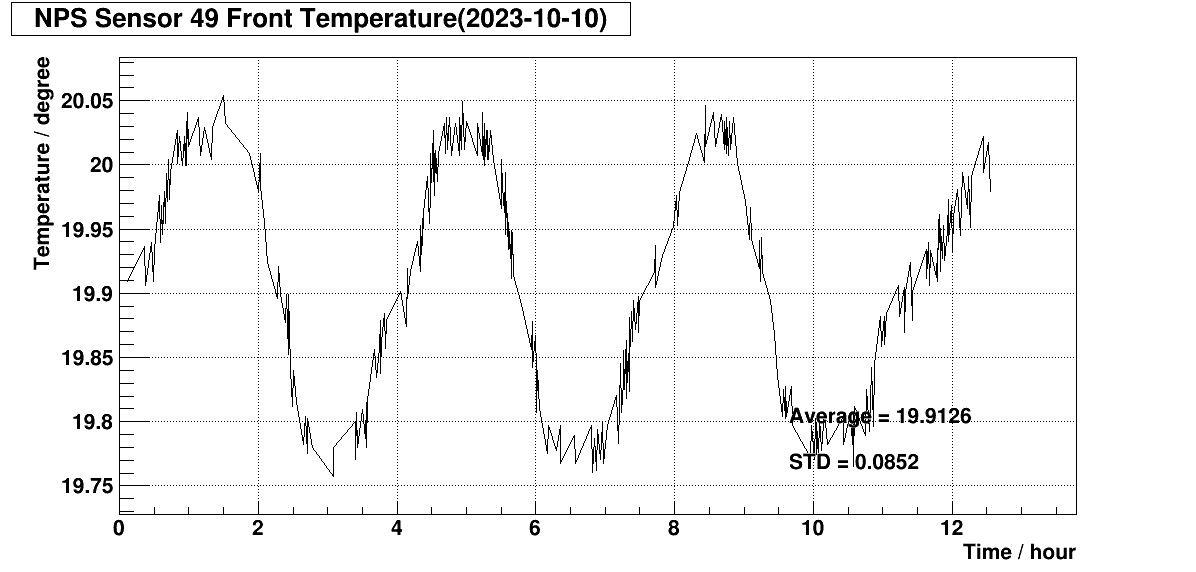 NPS Sensor 49 Front Temperature(2023-10-10)
Temperature / degree
20.05
20
19.95
19.9
19.85
19.8
19.75
Average = 19.9126
STD = 0.0852
0 2 4 6 8 10 12
Time / hour